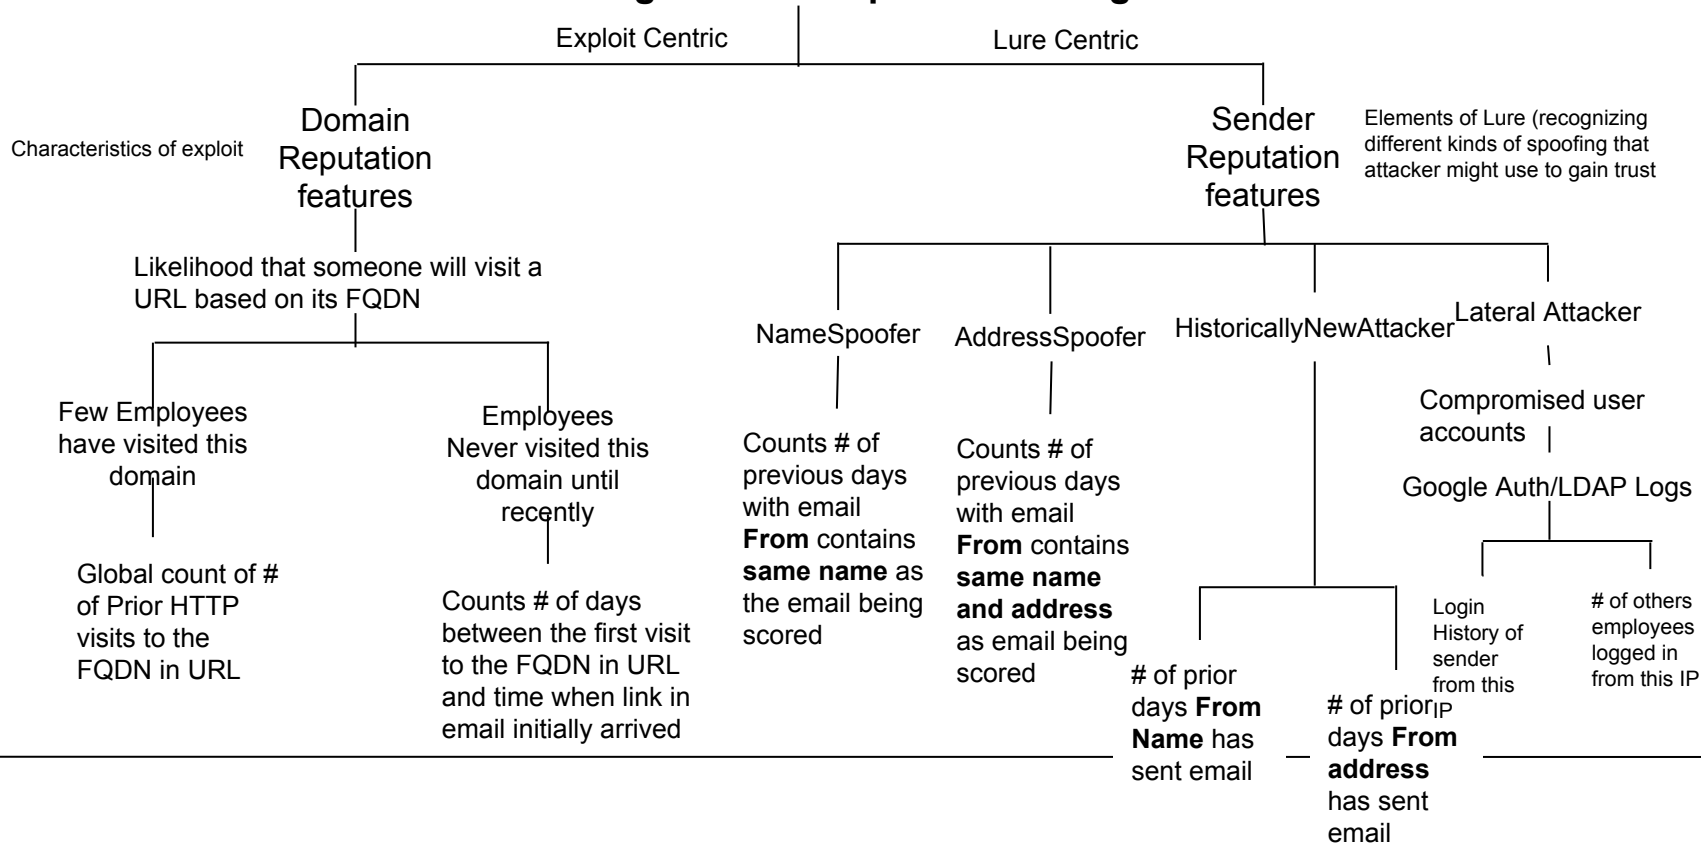 Exploit Centric
Lure Centric
Domain
Reputation
features
Characteristics of exploit
Sender
Reputation
features
Elements of Lure (recognizing
different kinds of spoofing that
attacker might use to gain trust
Likelihood that someone will visit a
URL based on its FQDN
NameSpoofer
AddressSpoofer
HistoricallyNewAttacker
Lateral Attacker
Few Employees
have visited this
domain
Employees
Never visited this
domain until
recently
Global count of #
of Prior HTTP
visits to the
FQDN in URL
Counts # of days
between the first visit
to the FQDN in URL
and time when link in
email initially arrived
Counts # of
previous days
with email
From contains
same name as
the email being
scored
Counts # of
previous days
with email
From contains
same name
and address
as email being
scored
# of prior
days From
Name has
sent email
# of prior
days From
address
has sent
email
Compromised user
accounts
Google Auth/LDAP Logs
Login
History of
sender
from this
IP
# of others
employees
logged in
from this IP